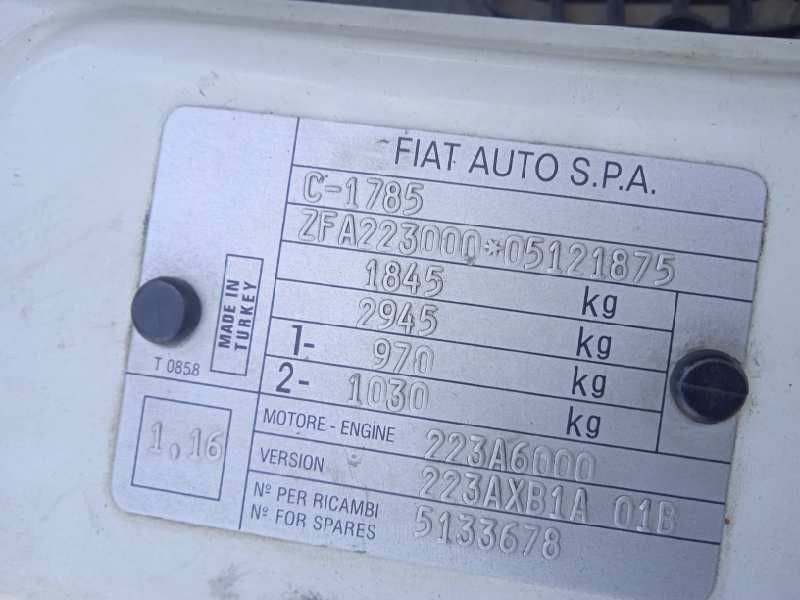 FIAT AUTO S.P.A.
C-1785
ZFA223000*05121875
1845 kg
2945 kg
1- 970 kg
2- 1030 kg
MOTORE - ENGINE 223A6000
VERSION 223AXB1A 01B
Nº PER RICAMBI
Nº FOR SPARES 5133678
MADE IN
TURKEY
T 0858
1,16